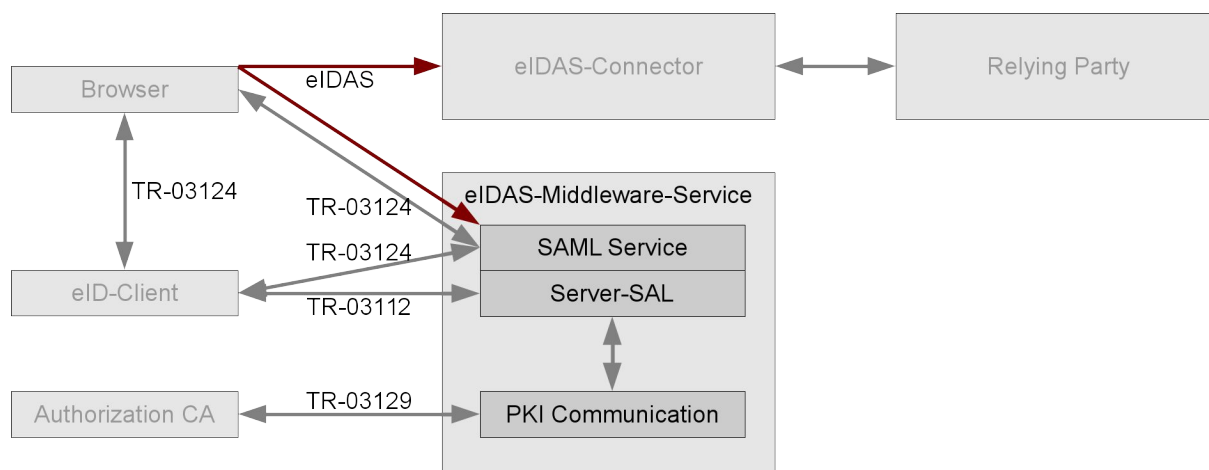 eIDAS-Connector
Relying Party
eIDAS
Browser
TR-03124
eIDAS-Middleware-Service
TR-03124
SAML Service
TR-03124
eID-Client
Server-SAL
TR-03112
Authorization CA
TR-03129
PKI Communication